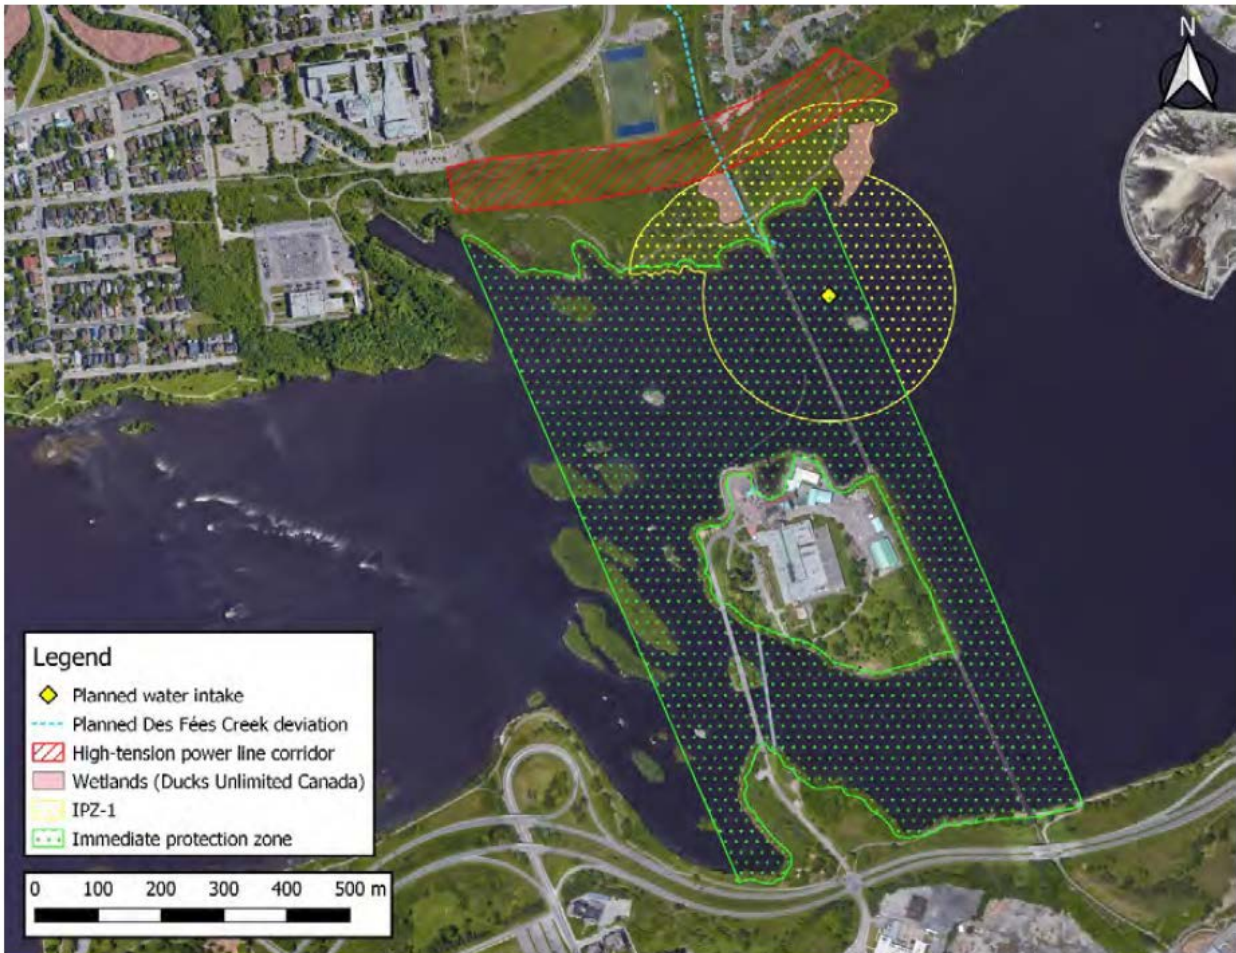 N
Legend
Planned water intake
Planned Des Fées Creek deviation
High-tension power line corridor
Wetlands (Ducks Unlimited Canada)
IPZ-1
Immediate protection zone
0 100 200 300 400 500 m